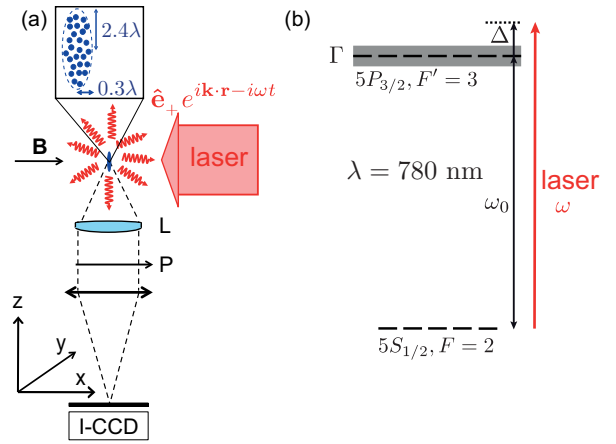 (a)
2.4λ
0.3λ
ê₊ e^{ik·r−iωt}
B
laser
L
P
z
y
x
I-CCD
(b)
Δ
Γ
5P_{3/2}, F′ = 3
λ = 780 nm
ω₀
laser
ω
5S_{1/2}, F = 2